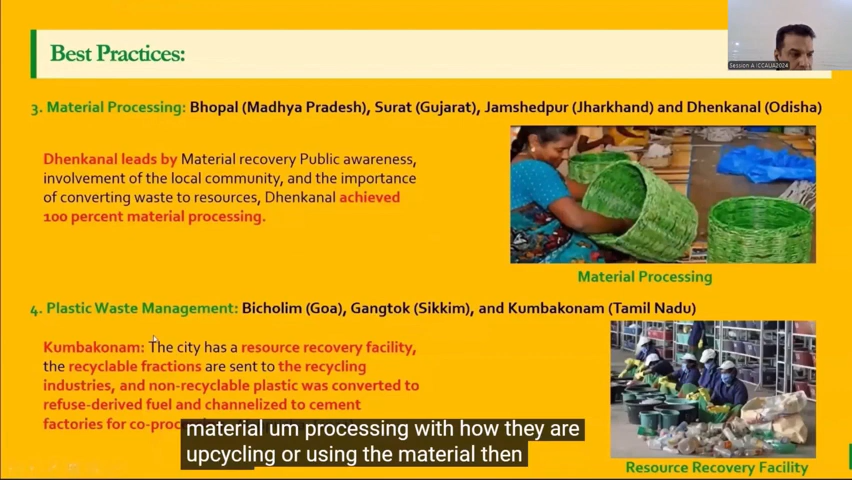 Best Practices:
Session A ICCAUA2024
3. Material Processing: Bhopal (Madhya Pradesh), Surat (Gujarat), Jamshedpur (Jharkhand) and Dhenkanal (Odisha)
Dhenkanal leads by Material recovery Public awareness,
involvement of the local community, and the importance
of converting waste to resources, Dhenkanal achieved
100 percent material processing.
Material Processing
4. Plastic Waste Management: Bicholim (Goa), Gangtok (Sikkim), and Kumbakonam (Tamil Nadu)
Kumbakonam: The city has a resource recovery facility,
the recyclable fractions are sent to the recycling
industries, and non-recyclable plastic was converted to
refuse-derived fuel and channelized to cement
factories for
material um processing with how they are
upcycling or using the material then
Resource Recovery Facility